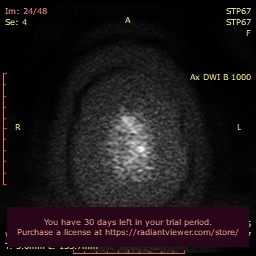 Im: 24/48
Se: 4
A
STP67
STP67
F
Ax DWI B 1000
R
L
You have 30 days left in your trial period.
Purchase a license at https://radiantviewer.com/store/